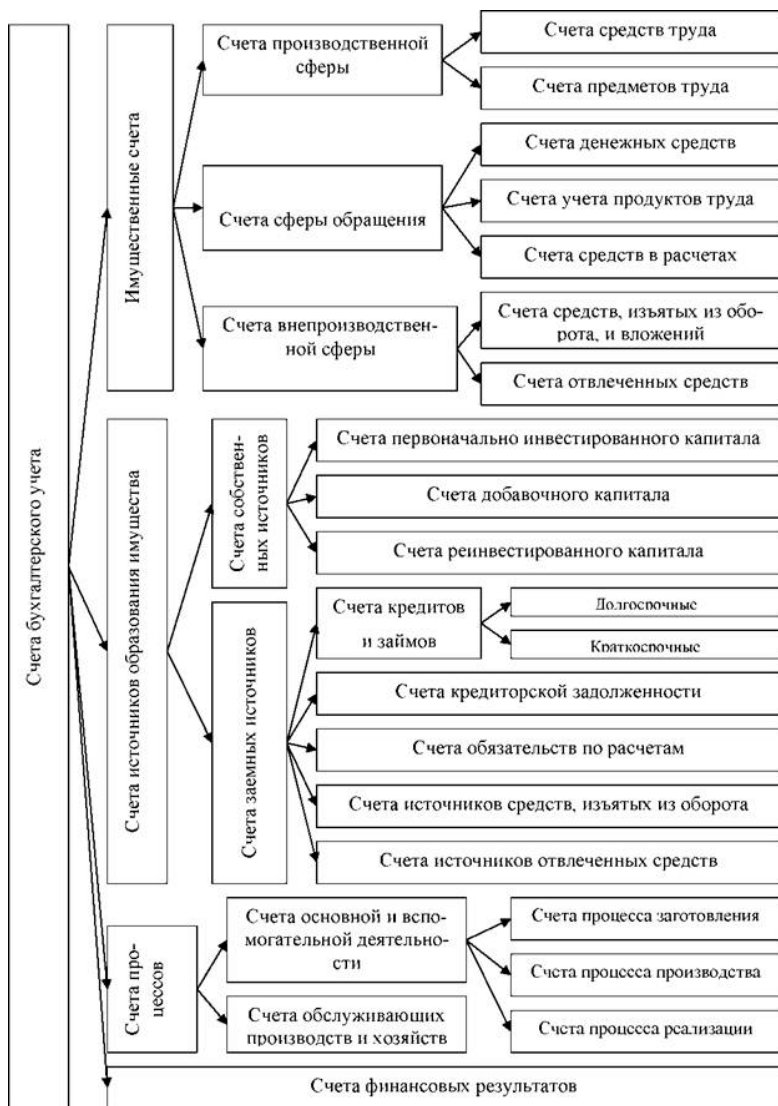 Счета бухгалтерского учета
Имущественные счета
Счета производственной
сферы
Счета средств труда
Счета предметов труда
Счета сферы обращения
Счета денежных средств
Счета учета продуктов труда
Счета средств в расчетах
Счета внепроизводствен-
ной сферы
Счета средств, изъятых из обо-
рота, и вложений
Счета отвлеченных средств
Счета источников образования имущества
Счета собствен-
ных источников
Счета первоначально инвестированного капитала
Счета добавочного капитала
Счета реинвестированного капитала
Счета заемных источников
Счета кредитов
и займов
Долгосрочные
Краткосрочные
Счета кредиторской задолженности
Счета обязательств по расчетам
Счета источников средств, изъятых из оборота
Счета источников отвлеченных средств
Счета про-
цессов
Счета основной и вспо-
могательной деятельно-
сти
Счета процесса заготовления
Счета процесса производства
Счета процесса реализации
Счета обслуживающих
производств и хозяйств
Счета финансовых результатов